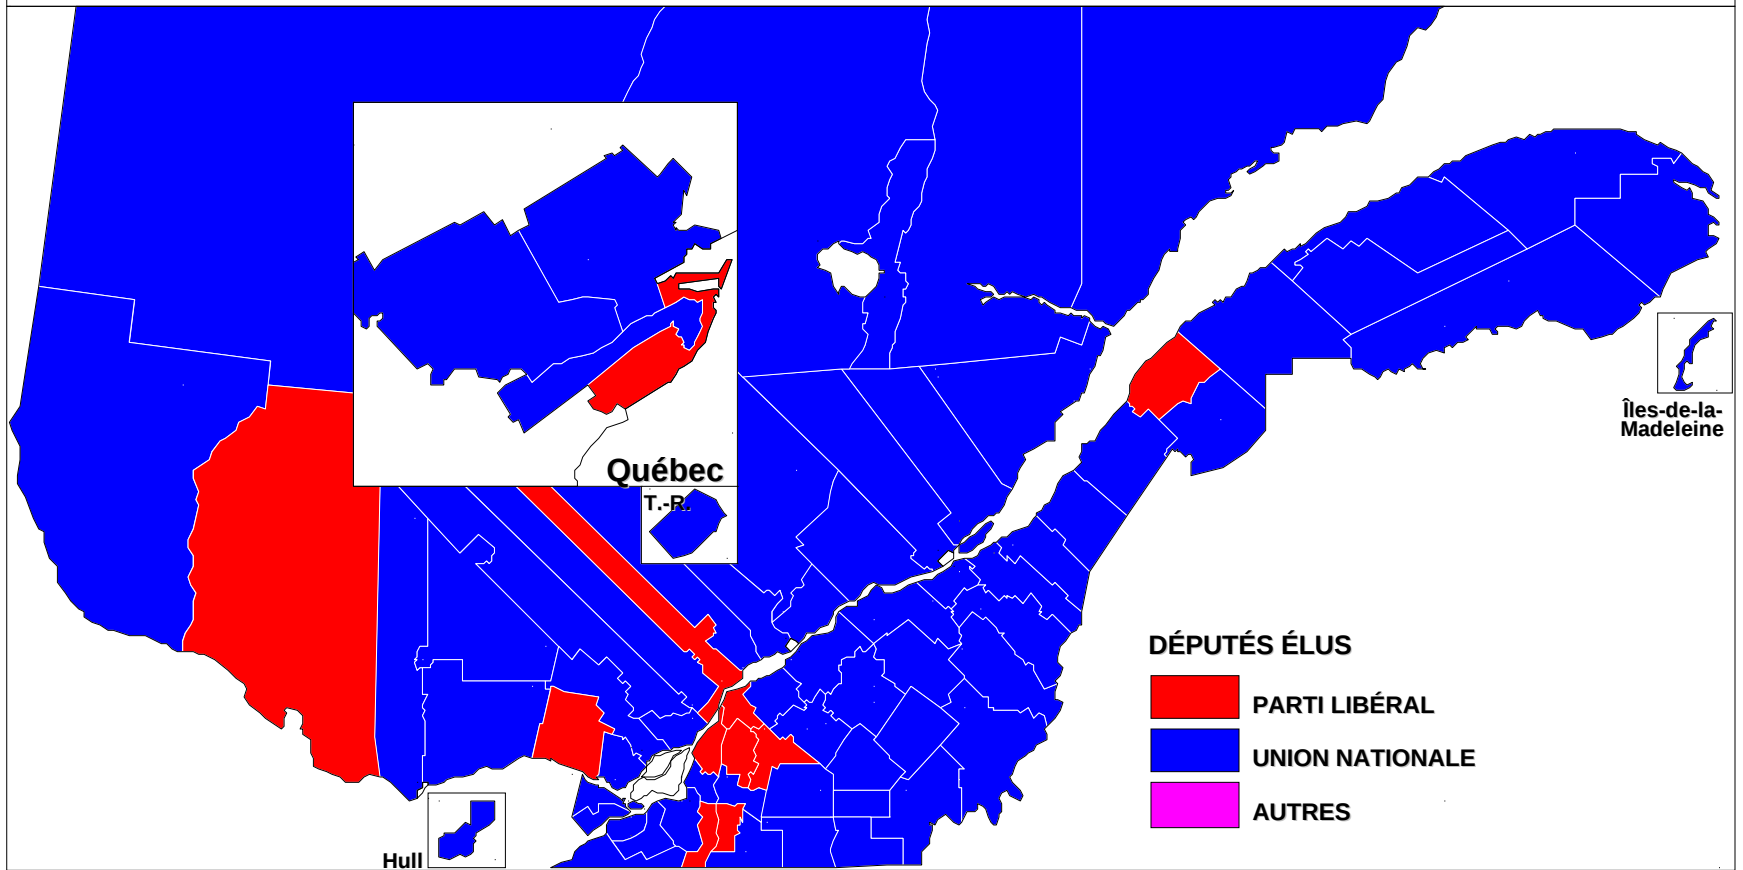 Québec
T.-R.
Îles-de-la-
Madeleine
DÉPUTÉS ÉLUS
PARTI LIBÉRAL
UNION NATIONALE
AUTRES
Hull